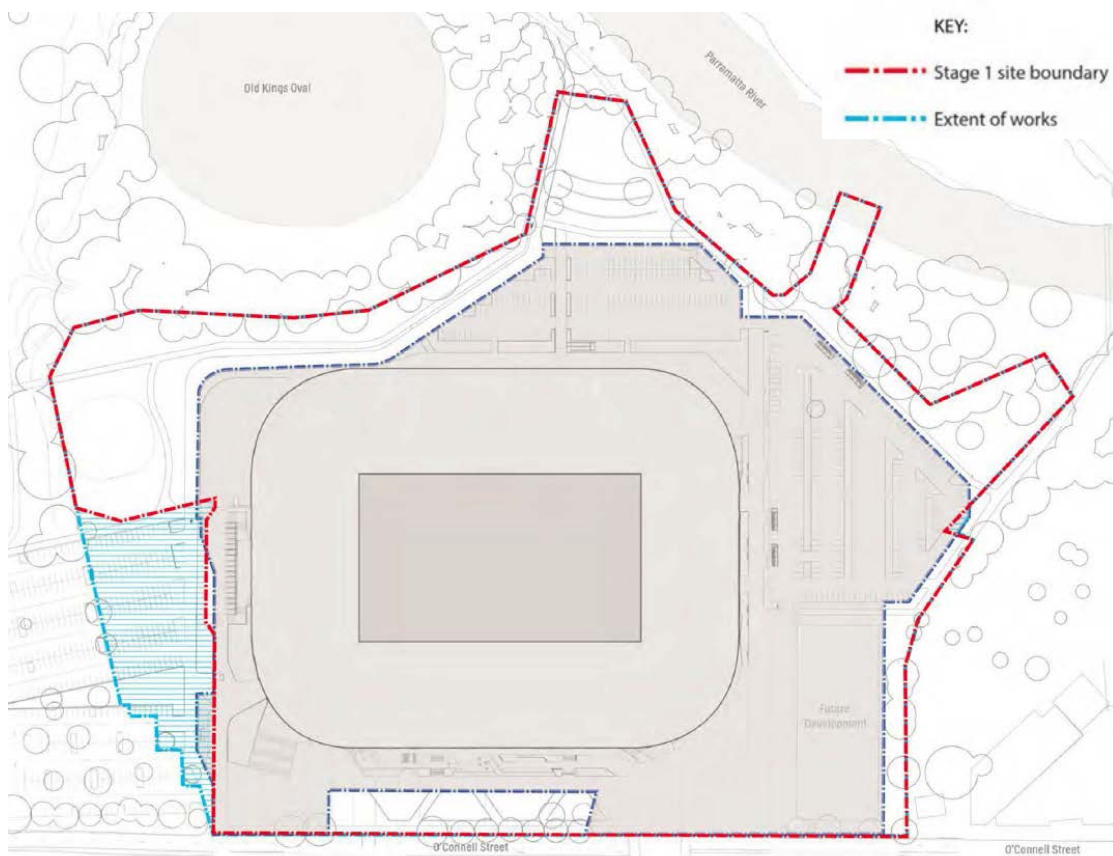 KEY:
Stage 1 site boundary
Extent of works
Old Kings Oval
Parramatta River
Future
Development
O'Connell Street
O'Connell Street